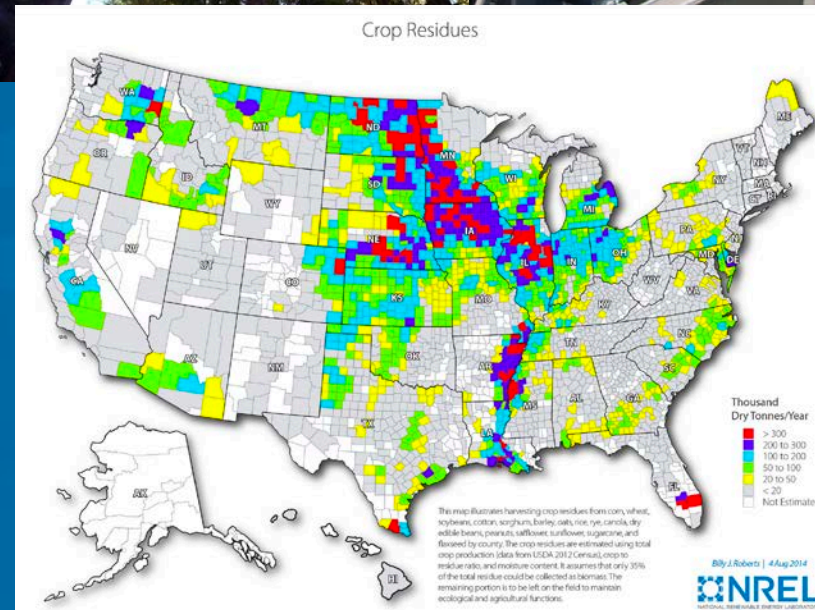 Crop Residues
WA
MT
ND
MN
ME
VT
NH
OR
ID
SD
WI
NY
MA
CT
RI
WY
MI
IA
PA
NJ
NE
NV
OH
MD
DE
UT
IL
IN
CA
CO
WV
VA
KS
MO
KY
NC
TN
AZ
NM
OK
AR
SC
MS
AL
GA
TX
LA
FL
AK
HI
Thousand
Dry Tonnes/Year
> 300
200 to 300
100 to 200
50 to 100
20 to 50
< 20
Not Estimate
This map illustrates harvesting crop residues from corn, wheat,
soybeans, cotton, sorghum, barley, oats, rice, rye, canola, dry
edible beans, peanuts, safflower, sunflower, sugarcane, and
flaxseed by county. The crop residues are estimated using total
crop production (data from USDA 2012 Census), crop to
residue ratio, and moisture content. It assumes that only 35%
of the total residue could be collected as biomass. The
remaining portion is to be left on the field to maintain
ecological and agricultural functions.
Billy J. Roberts | 4 Aug 2014
NREL
NATIONAL RENEWABLE ENERGY LABORATO